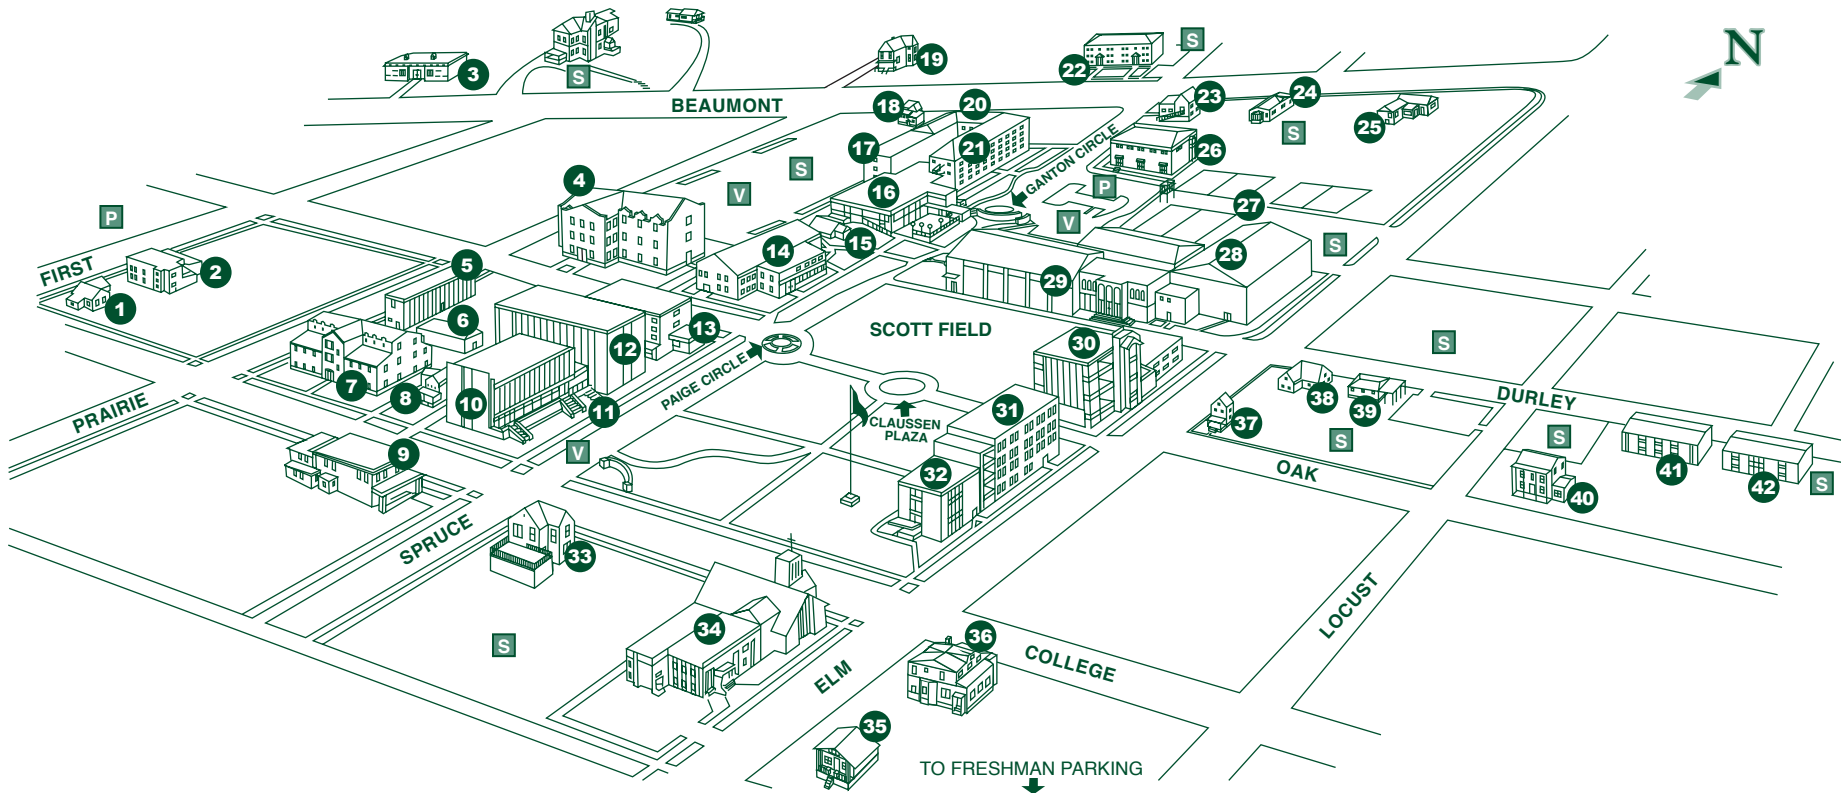 N
S
19
22
3
S
BEAUMONT
18
20
23
24
25
S
17
21
GANTON CIRCLE
26
4
S
V
16
P
27
P
V
15
14
28
S
FIRST
2
5
29
1
6
13
SCOTT FIELD
12
30
S
7
8
10
11
PAIGE CIRCLE
CLAUSSEN
PLAZA
31
38
39
37
DURLEY
PRAIRIE
9
V
32
OAK
S
S
41
42
S
40
SPRUCE
33
34
S
ELM
36
COLLEGE
LOCUST
35
TO FRESHMAN PARKING